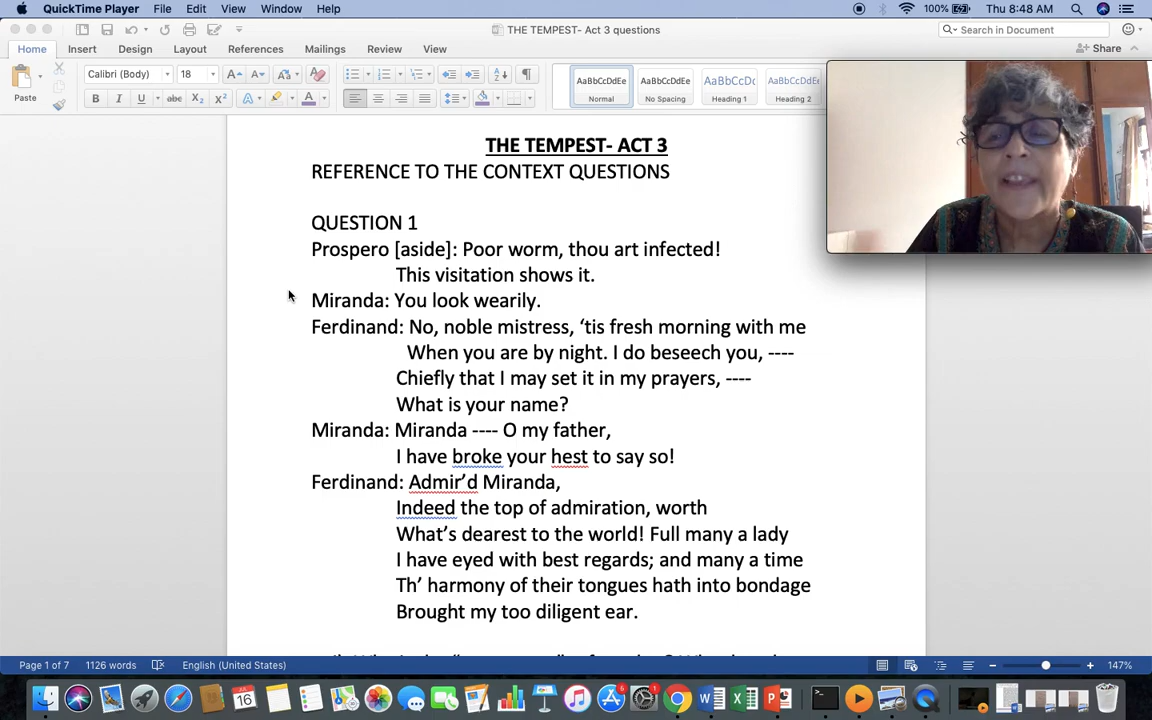 QuickTime Player File Edit View Window Help 100% Thu 8:48 AM
THE TEMPEST- Act 3 questions Search in Document
Home Insert Design Layout References Mailings Review View Share
Paste Calibri (Body) 18 AaBbCcDdEe AaBbCcDdEe AaBbCcDc AaBbCcDdEe
Normal No Spacing Heading 1 Heading 2
THE TEMPEST- ACT 3
REFERENCE TO THE CONTEXT QUESTIONS
QUESTION 1
Prospero [aside]: Poor worm, thou art infected!
This visitation shows it.
Miranda: You look wearily.
Ferdinand: No, noble mistress, ‘tis fresh morning with me
When you are by night. I do beseech you, ----
Chiefly that I may set it in my prayers, ----
What is your name?
Miranda: Miranda ---- O my father,
I have broke your hest to say so!
Ferdinand: Admir’d Miranda,
Indeed the top of admiration, worth
What’s dearest to the world! Full many a lady
I have eyed with best regards; and many a time
Th’ harmony of their tongues hath into bondage
Brought my too diligent ear.
Page 1 of 7 1126 words English (United States) 147%